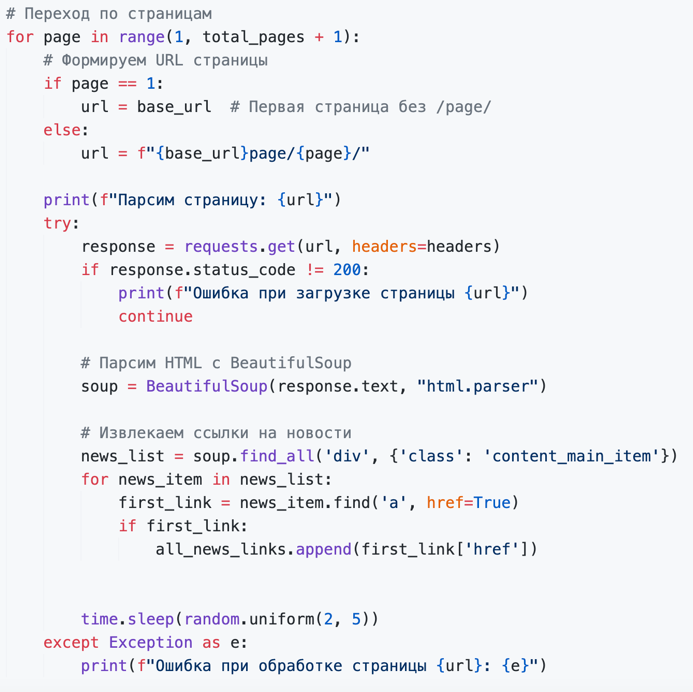 # Переход по страницам
for page in range(1, total_pages + 1):
    # Формируем URL страницы
    if page == 1:
        url = base_url  # Первая страница без /page/
    else:
        url = f"{base_url}page/{page}/"

    print(f"Парсим страницу: {url}")
    try:
        response = requests.get(url, headers=headers)
        if response.status_code != 200:
            print(f"Ошибка при загрузке страницы {url}")
            continue

        # Парсим HTML с BeautifulSoup
        soup = BeautifulSoup(response.text, "html.parser")

        # Извлекаем ссылки на новости
        news_list = soup.find_all('div', {'class': 'content_main_item'})
        for news_item in news_list:
            first_link = news_item.find('a', href=True)
            if first_link:
                all_news_links.append(first_link['href'])


        time.sleep(random.uniform(2, 5))
    except Exception as e:
        print(f"Ошибка при обработке страницы {url}: {e}")